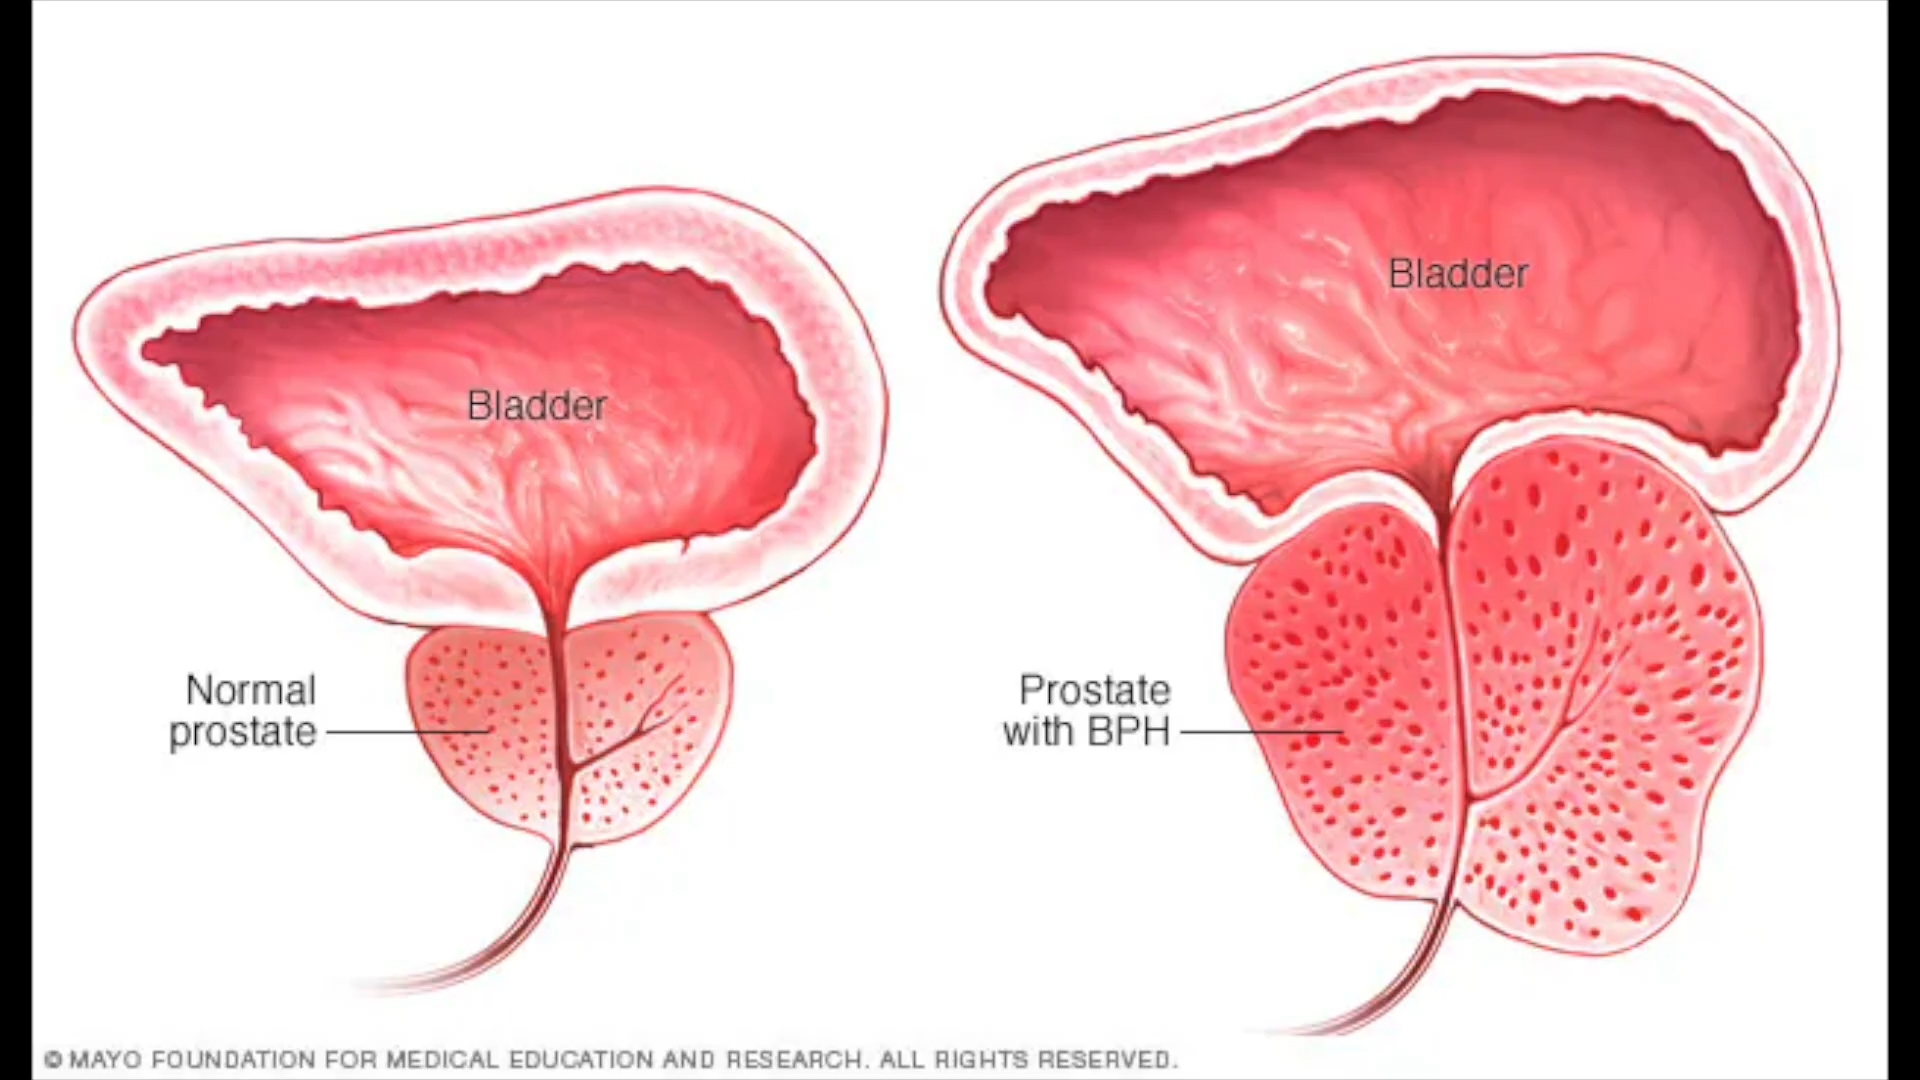 Bladder
Normal
prostate
Bladder
Prostate
with BPH
© MAYO FOUNDATION FOR MEDICAL EDUCATION AND RESEARCH. ALL RIGHTS RESERVED.